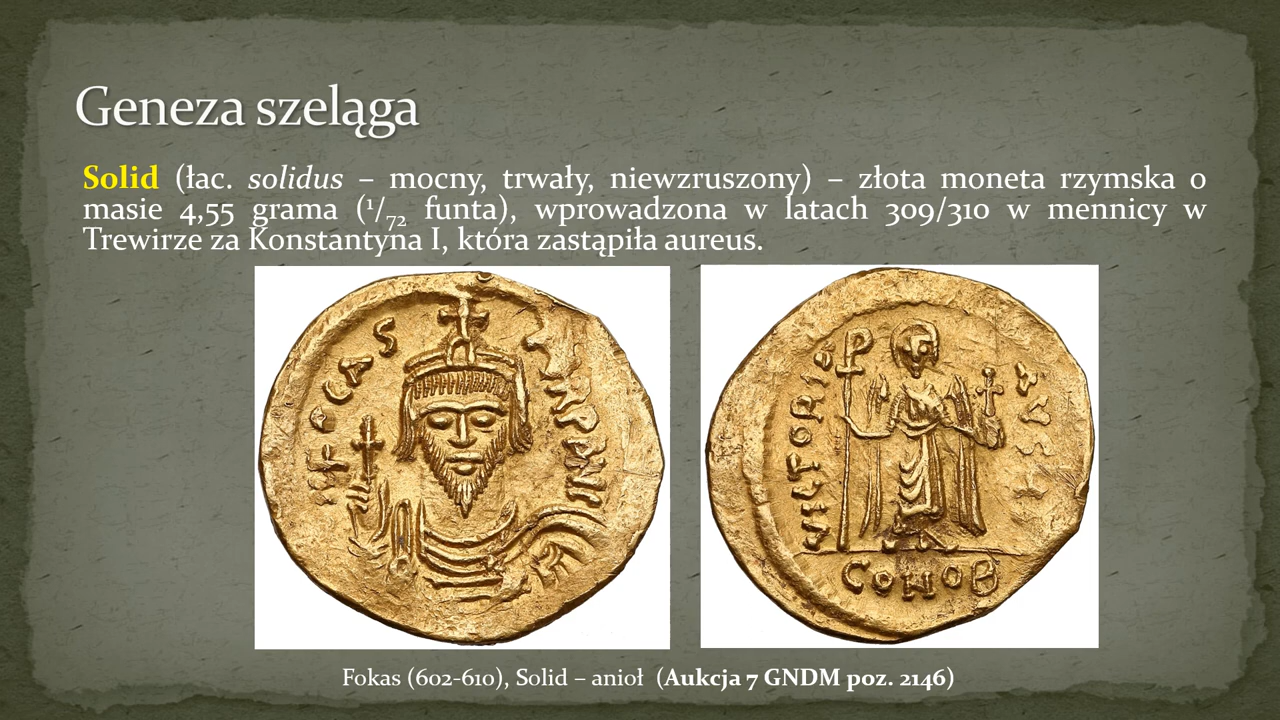 Geneza szeląga
Solid (łac. solidus – mocny, trwały, niewzruszony) – złota moneta rzymska o
masie 4,55 grama (1/72 funta), wprowadzona w latach 309/310 w mennicy w
Trewirze za Konstantyna I, która zastąpiła aureus.
CONOB
Fokas (602-610), Solid – anioł (Aukcja 7 GNDM poz. 2146)